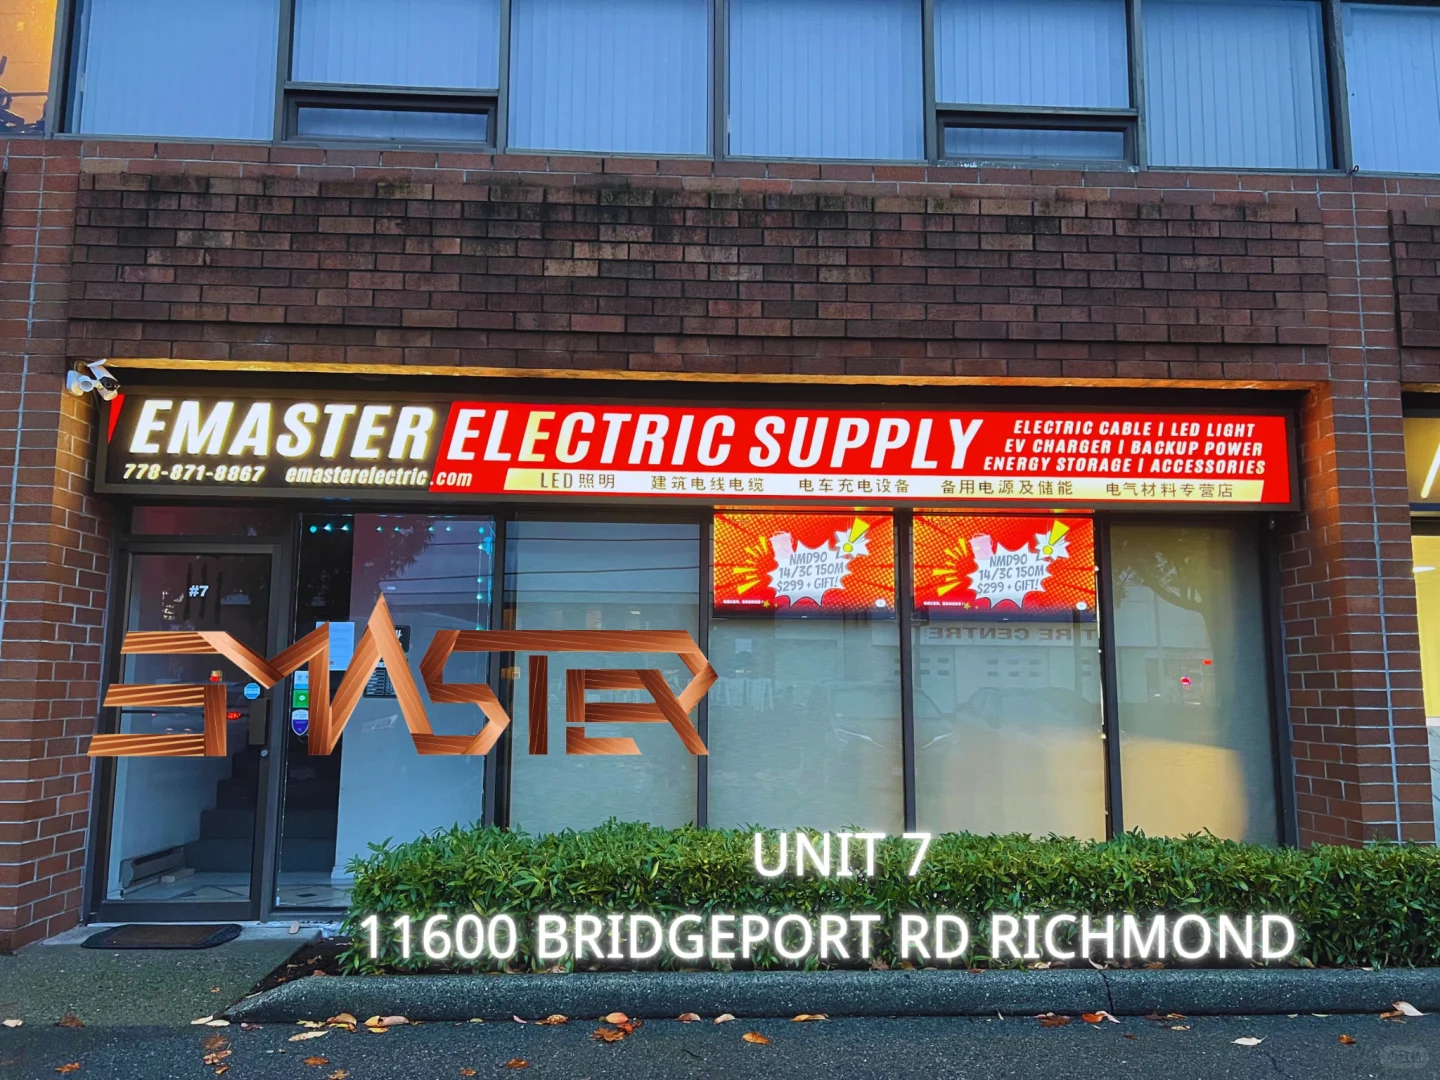 EMASTER ELECTRIC SUPPLY
ELECTRIC CABLE | LED LIGHT
EV CHARGER | BACKUP POWER
ENERGY STORAGE | ACCESSORIES
778-871-8867 emasterelectric.com
LED照明 建筑电线电缆 电车充电设备 备用电源及储能 电气材料专营店
NMD90
14/3C 150M
$299 + GIFT!
NMD90
14/3C 150M
$299 + GIFT!
#7
RE CENTRE
EMASTER
UNIT 7
11600 BRIDGEPORT RD RICHMOND